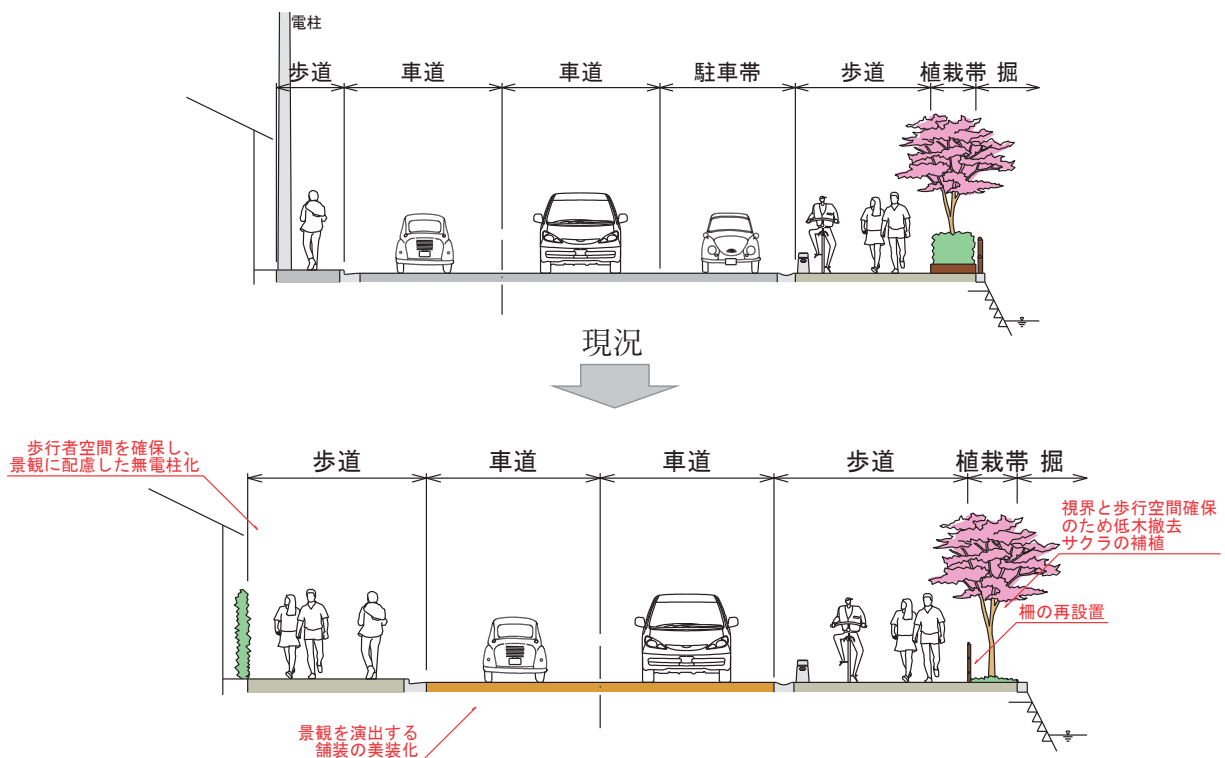 電柱
歩道 車道 車道 駐車帯 歩道 植栽帯 掘
現況
歩行者空間を確保し、
景観に配慮した無電柱化
歩道 車道 車道 歩道 植栽帯 掘
視界と歩行空間確保
のため低木撤去
サクラの補植
柵の再設置
景観を演出する
舗装の美装化